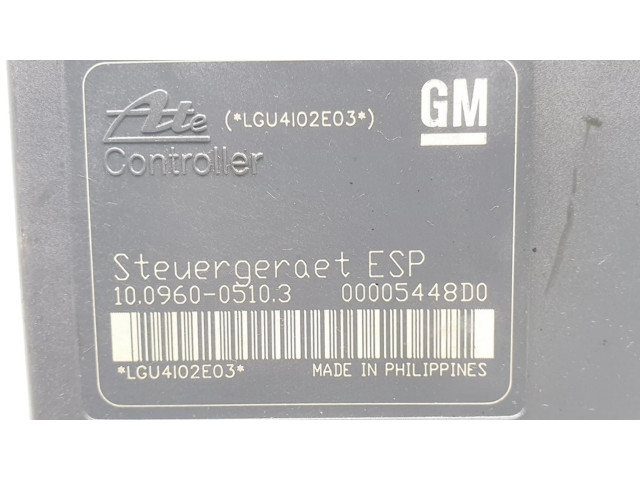 Ate (*LGU4I02E03*) GM
Controller
Steuergeraet ESP
10.0960-0510.3 00005448D0
*LGU4I02E03* MADE IN PHILIPPINES